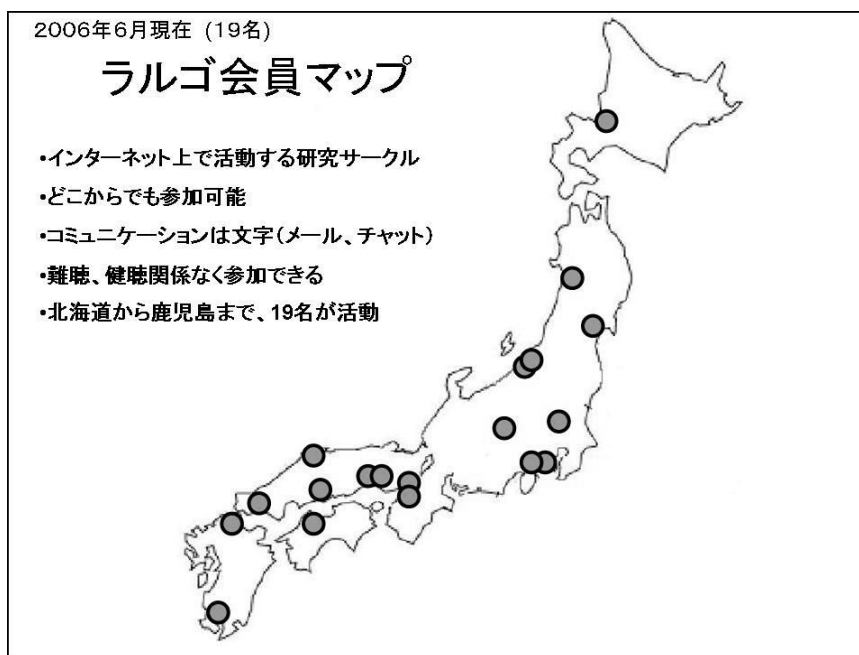 2006年6月現在 (19名)
ラルゴ会員マップ
•インターネット上で活動する研究サークル
•どこからでも参加可能
•コミュニケーションは文字(メール、チャット)
•難聴、健聴関係なく参加できる
•北海道から鹿児島まで、19名が活動